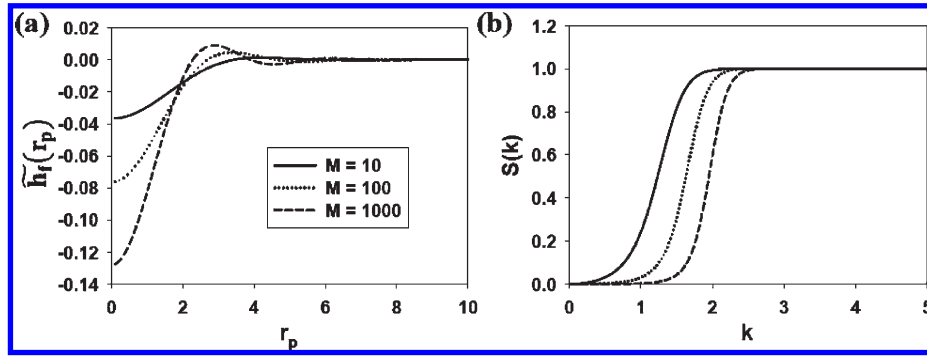 (a)
0.02
0.00
-0.02
-0.04
-0.06
-0.08
-0.10
-0.12
-0.14
h̃f(rp)
M = 10
M = 100
M = 1000
0 2 4 6 8 10
rp
(b)
1.2
1.0
0.8
0.6
0.4
0.2
0.0
S(k)
0 1 2 3 4 5
k